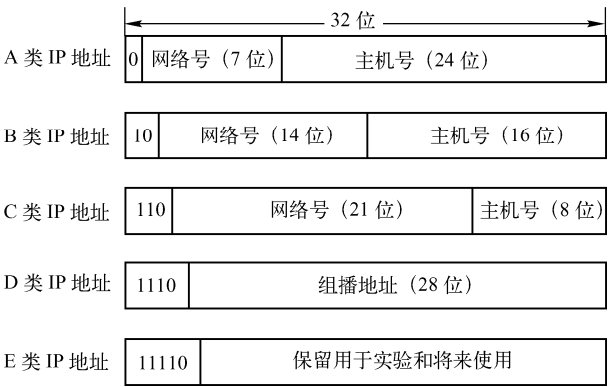 32 位
A 类 IP 地址 0 网络号（7 位） 主机号（24 位）
B 类 IP 地址 10 网络号（14 位） 主机号（16 位）
C 类 IP 地址 110 网络号（21 位） 主机号（8 位）
D 类 IP 地址 1110 组播地址（28 位）
E 类 IP 地址 11110 保留用于实验和将来使用